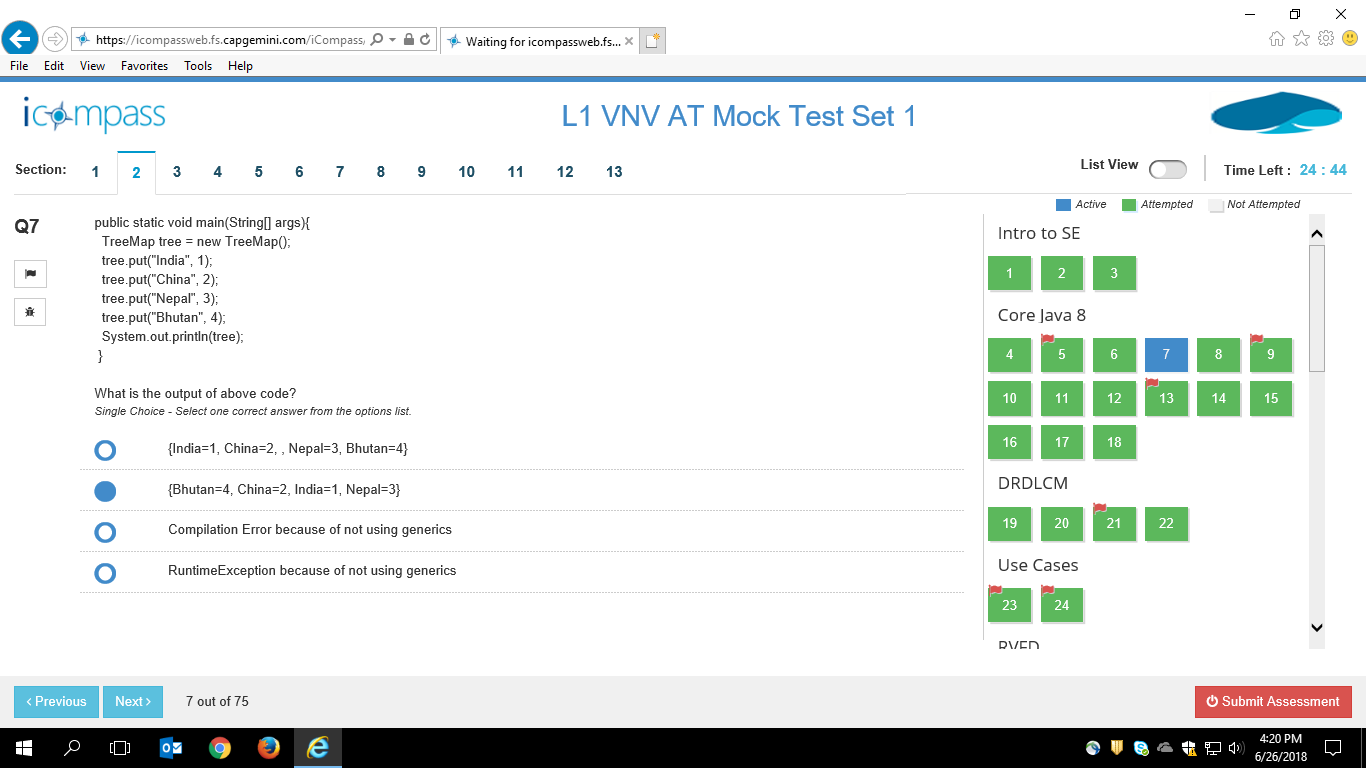 https://icompassweb.fs.capgemini.com/iCompass/
Waiting for icompassweb.fs...
File Edit View Favorites Tools Help
icompass
L1 VNV AT Mock Test Set 1
Section: 1 2 3 4 5 6 7 8 9 10 11 12 13
List View
Time Left : 24 : 44
Active Attempted Not Attempted
Q7
public static void main(String[] args){
TreeMap tree = new TreeMap();
tree.put("India", 1);
tree.put("China", 2);
tree.put("Nepal", 3);
tree.put("Bhutan", 4);
System.out.println(tree);
}
What is the output of above code?
Single Choice - Select one correct answer from the options list.
{India=1, China=2, , Nepal=3, Bhutan=4}
{Bhutan=4, China=2, India=1, Nepal=3}
Compilation Error because of not using generics
RuntimeException because of not using generics
Intro to SE
1 2 3
Core Java 8
4 5 6 7 8 9
10 11 12 13 14 15
16 17 18
DRDLCM
19 20 21 22
Use Cases
23 24
‹ Previous Next › 7 out of 75
Submit Assessment
4:20 PM
6/26/2018